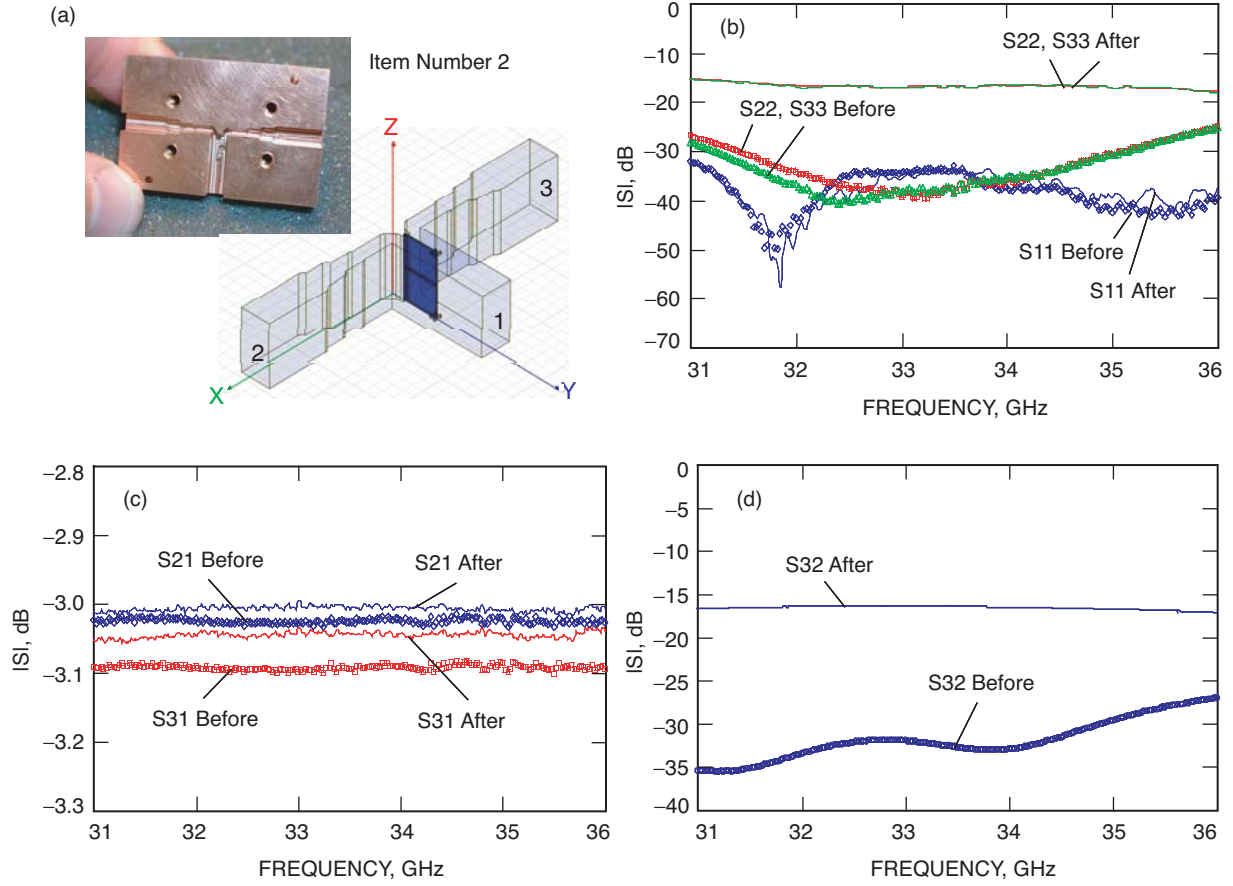 (a)
Item Number 2
Z
3
1
2
X
Y
(b)
0
–10
–20
–30
–40
–50
–60
–70
ISI, dB
S22, S33 After
S22, S33 Before
S11 Before
S11 After
31 32 33 34 35 36
FREQUENCY, GHz
(c)
–2.8
–2.9
–3.0
–3.1
–3.2
–3.3
ISI, dB
S21 Before
S21 After
S31 Before
S31 After
31 32 33 34 35 36
FREQUENCY, GHz
(d)
0
–5
–10
–15
–20
–25
–30
–35
–40
ISI, dB
S32 After
S32 Before
31 32 33 34 35 36
FREQUENCY, GHz